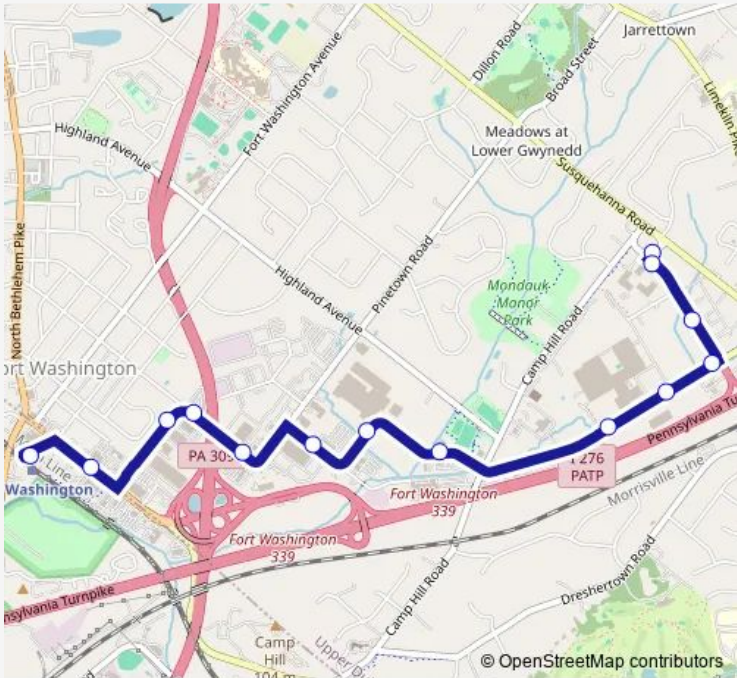 Jarrettown
Dillon Road
Broad Street
Fort Washington Avenue
Limekiln Pike
Highland Avenue
Meadows at
Lower Gwynedd
Susquehanna Road
North Bethlehem Pike
Pinetown Road
Highland Avenue
Mondauk
Manor
Park
Camp Hill Road
ort Washington
Line
PA 309
Washington
I 276
PATP
Pennsylvania Tu
Morrisville Line
Fort Washington
339
Fort Washington
339
nsylvania Turnpike
Camp Hill Road
Dreshertown Road
Camp
Hill
104 m
Upper D
© OpenStreetMap contributors